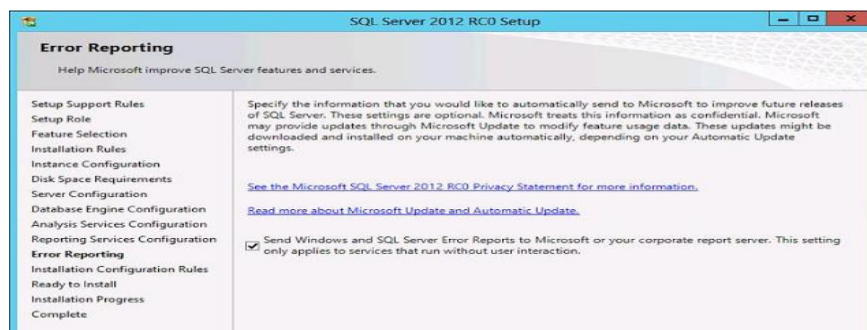 SQL Server 2012 RC0 Setup
Error Reporting
Help Microsoft improve SQL Server features and services.
Setup Support Rules
Setup Role
Feature Selection
Installation Rules
Instance Configuration
Disk Space Requirements
Server Configuration
Database Engine Configuration
Analysis Services Configuration
Reporting Services Configuration
Error Reporting
Installation Configuration Rules
Ready to Install
Installation Progress
Complete
Specify the information that you would like to automatically send to Microsoft to improve future releases
of SQL Server. These settings are optional. Microsoft treats this information as confidential. Microsoft
may provide updates through Microsoft Update to modify feature usage data. These updates might be
downloaded and installed on your machine automatically, depending on your Automatic Update
settings.
See the Microsoft SQL Server 2012 RC0 Privacy Statement for more information.
Read more about Microsoft Update and Automatic Update.
Send Windows and SQL Server Error Reports to Microsoft or your corporate report server. This setting
only applies to services that run without user interaction.